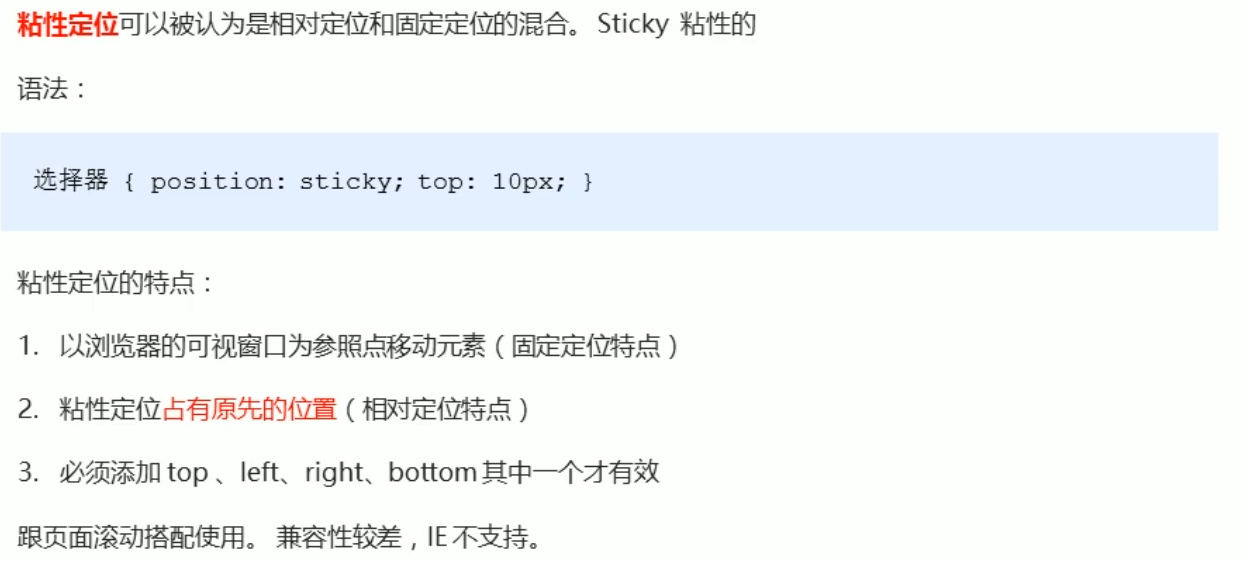 粘性定位可以被认为是相对定位和固定定位的混合。 Sticky 粘性的
语法：
选择器 { position: sticky; top: 10px; }
粘性定位的特点：
1. 以浏览器的可视窗口为参照点移动元素（固定定位特点）
2. 粘性定位占有原先的位置（相对定位特点）
3. 必须添加 top 、left、right、bottom 其中一个才有效
跟页面滚动搭配使用。 兼容性较差，IE 不支持。